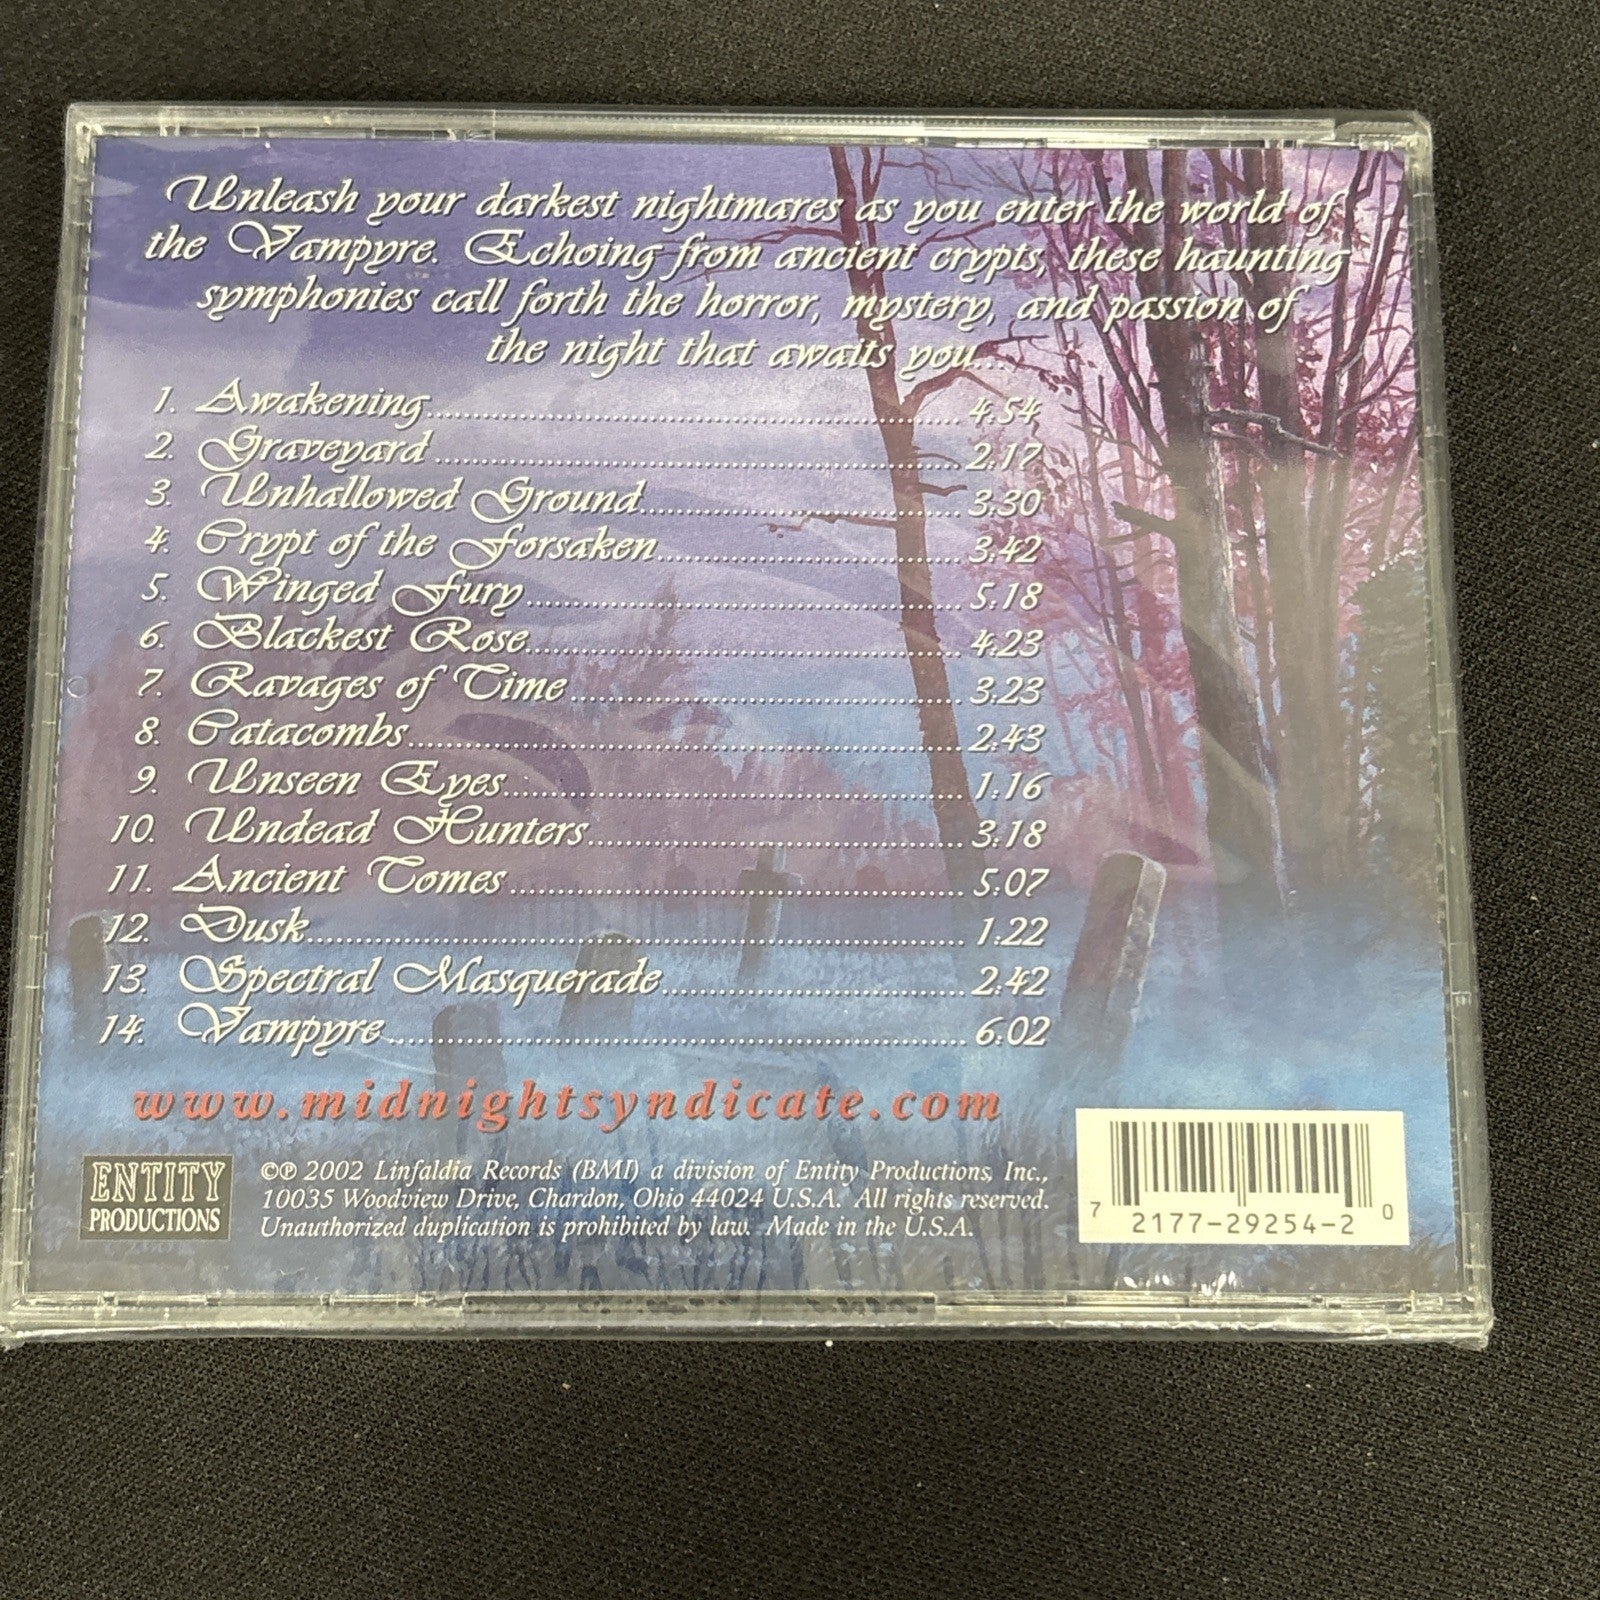 Unleash your darkest nightmares as you enter the world of
the Vampyre. Echoing from ancient crypts, these haunting
symphonies call forth the horror, mystery, and passion of
the night that awaits you...
1. Awakening 4:54
2. Graveyard 2:17
3. Unhallowed Ground 3:30
4. Crypt of the Forsaken 3:42
5. Winged Fury 5:18
6. Blackest Rose 4:23
7. Ravages of Time 3:23
8. Catacombs 2:43
9. Unseen Eyes 1:16
10. Undead Hunters 3:18
11. Ancient Tomes 5:07
12. Dusk 1:22
13. Spectral Masquerade 2:42
14. Vampyre 6:02
www.midnightsyndicate.com
ENTITY
PRODUCTIONS
©℗ 2002 Linfaldia Records (BMI) a division of Entity Productions, Inc.,
10035 Woodview Drive, Chardon, Ohio 44024 U.S.A. All rights reserved.
Unauthorized duplication is prohibited by law. Made in the U.S.A.
7 2177-29254-2 0